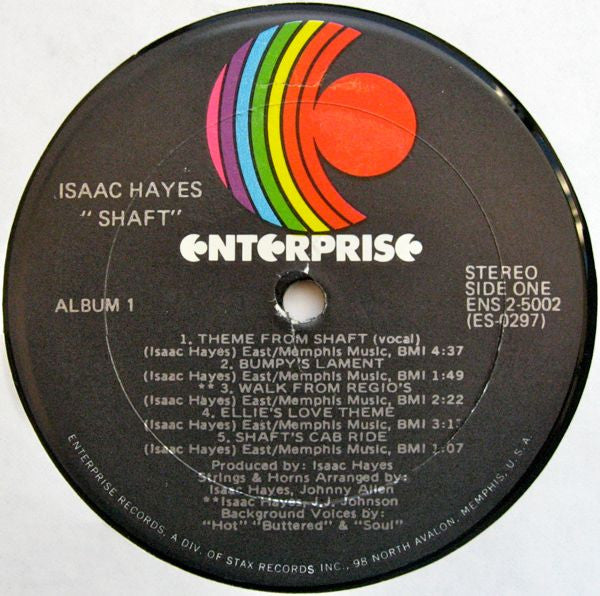 ENTERPRISE
ISAAC HAYES
"SHAFT"
ALBUM 1
STEREO
SIDE ONE
ENS 2-5002
(ES-0297)
1. THEME FROM SHAFT (vocal)
(Isaac Hayes) East/Memphis Music, BMI 4:37
2. BUMPY'S LAMENT
(Isaac Hayes) East/Memphis Music, BMI 1:49
** 3. WALK FROM REGIO'S
(Isaac Hayes) East/Memphis Music, BMI 2:22
4. ELLIE'S LOVE THEME
(Isaac Hayes) East/Memphis Music, BMI
5. SHAFT'S CAB RIDE
(Isaac Hayes) East/Memphis Music, BMI
Produced by: Isaac Hayes
Strings & Horns Arranged by:
Isaac Hayes, Johnny Allen
**Isaac Hayes, J.J. Johnson
Background Voices by:
"Hot" "Buttered" & "Soul"
ENTERPRISE RECORDS, A DIV. OF STAX RECORDS INC., 98 NORTH AVALON, MEMPHIS, U.S.A.